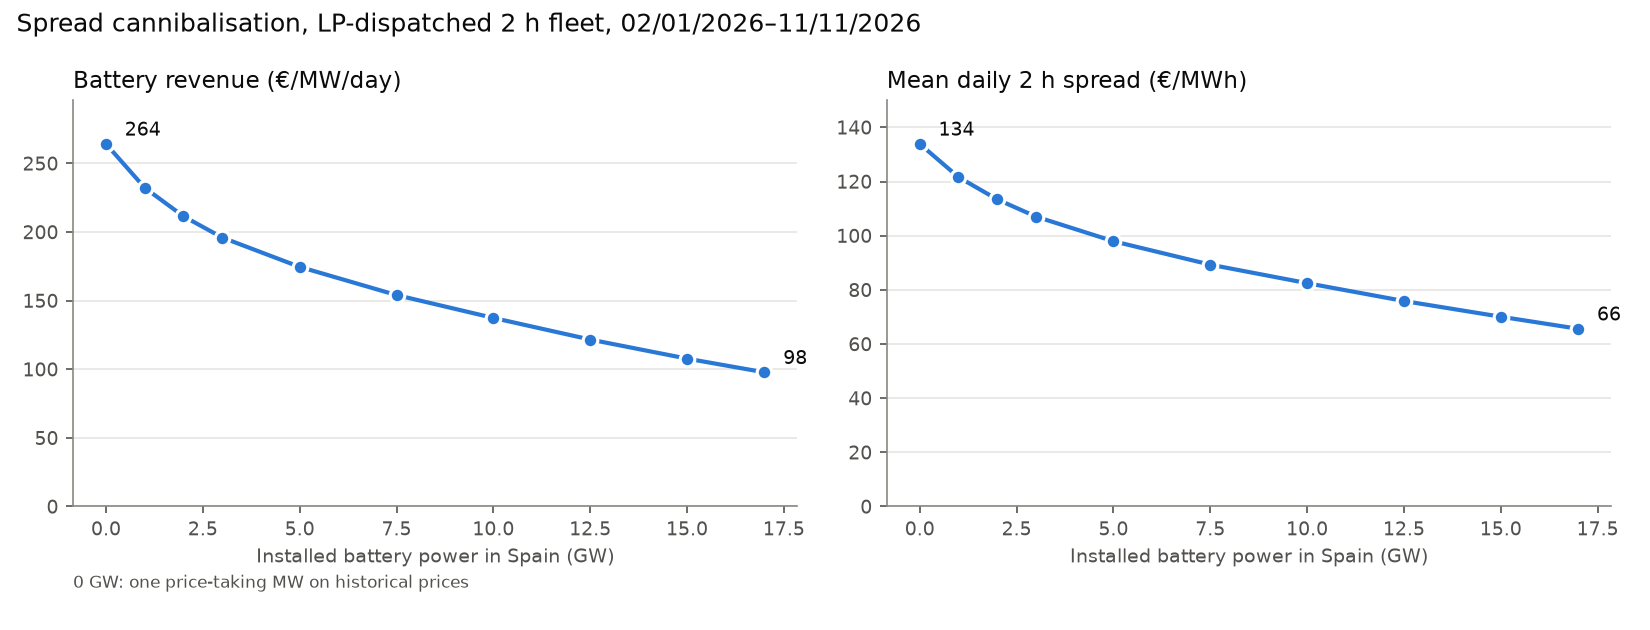 Spread cannibalisation, LP-dispatched 2 h fleet, 02/01/2026–11/11/2026
Battery revenue (€/MW/day)
264
250
200
150
100
50
0
98
0.0 2.5 5.0 7.5 10.0 12.5 15.0 17.5
Installed battery power in Spain (GW)
0 GW: one price-taking MW on historical prices
Mean daily 2 h spread (€/MWh)
140
134
120
100
80
60
40
20
0
66
0.0 2.5 5.0 7.5 10.0 12.5 15.0 17.5
Installed battery power in Spain (GW)